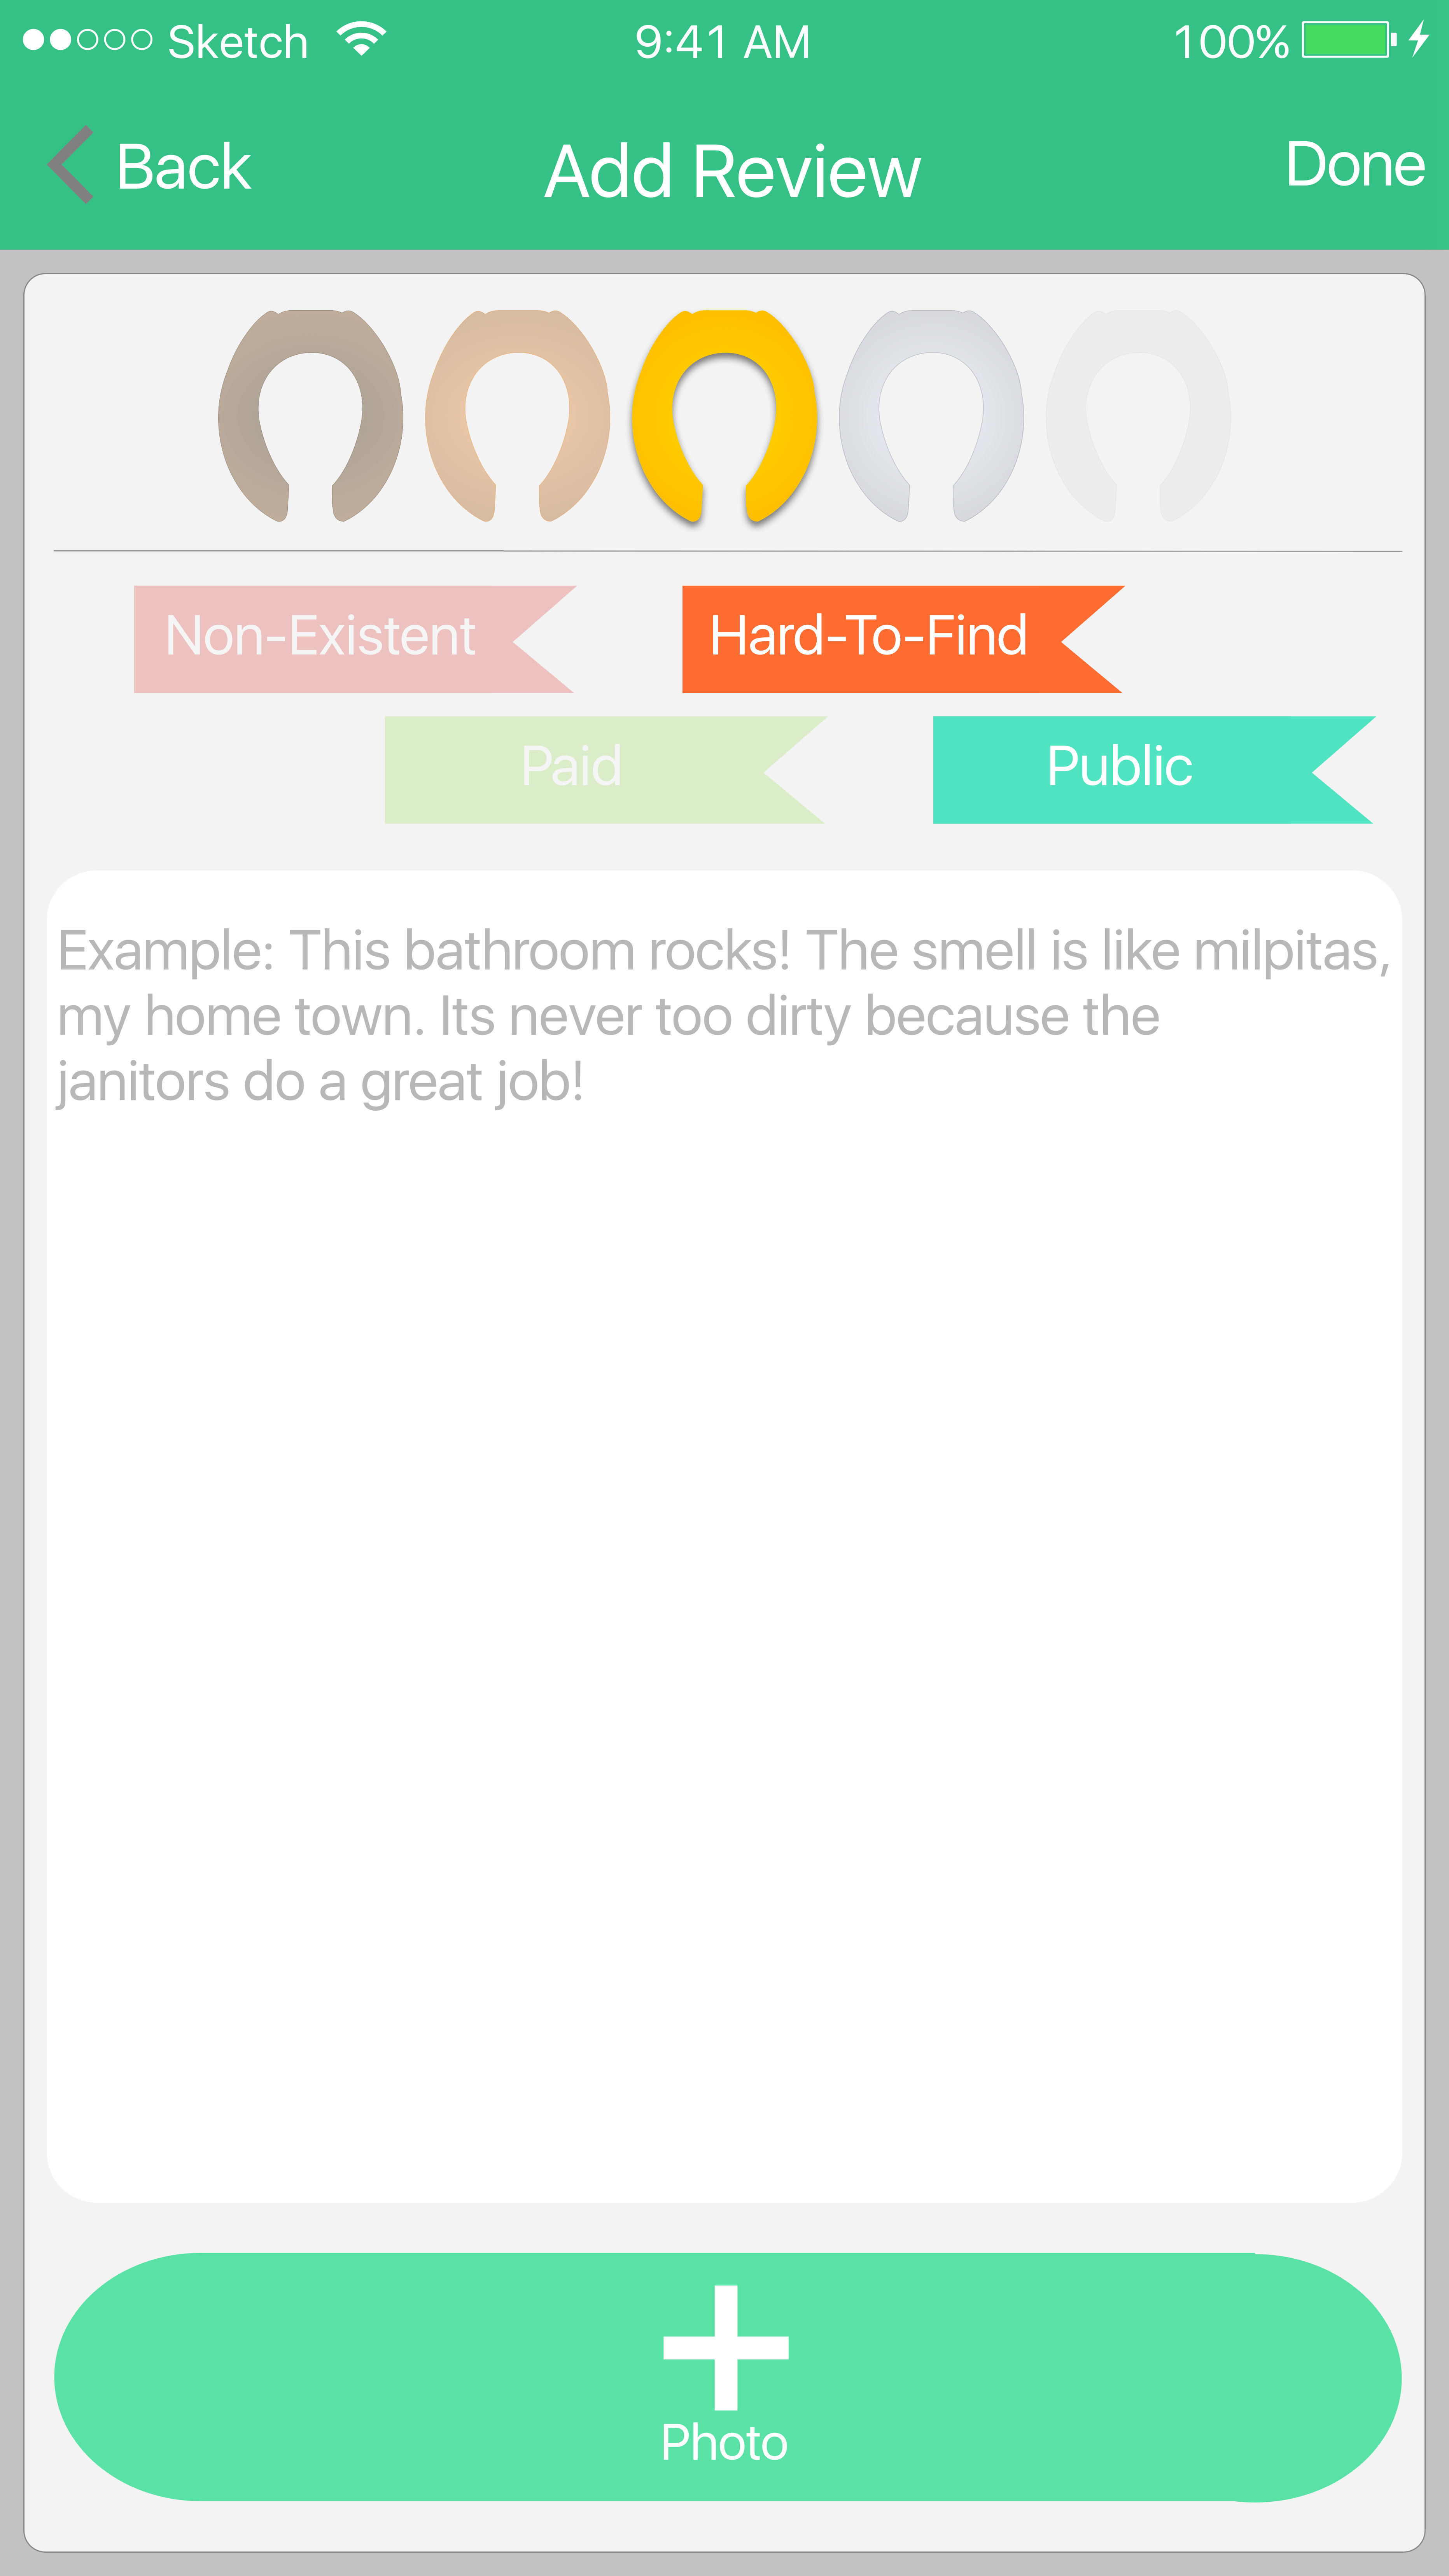 Sketch 9:41 AM 100%
Back Add Review Done
Non-Existent Hard-To-Find
Paid Public
Example: This bathroom rocks! The smell is like milpitas,
my home town. Its never too dirty because the
janitors do a great job!
Photo